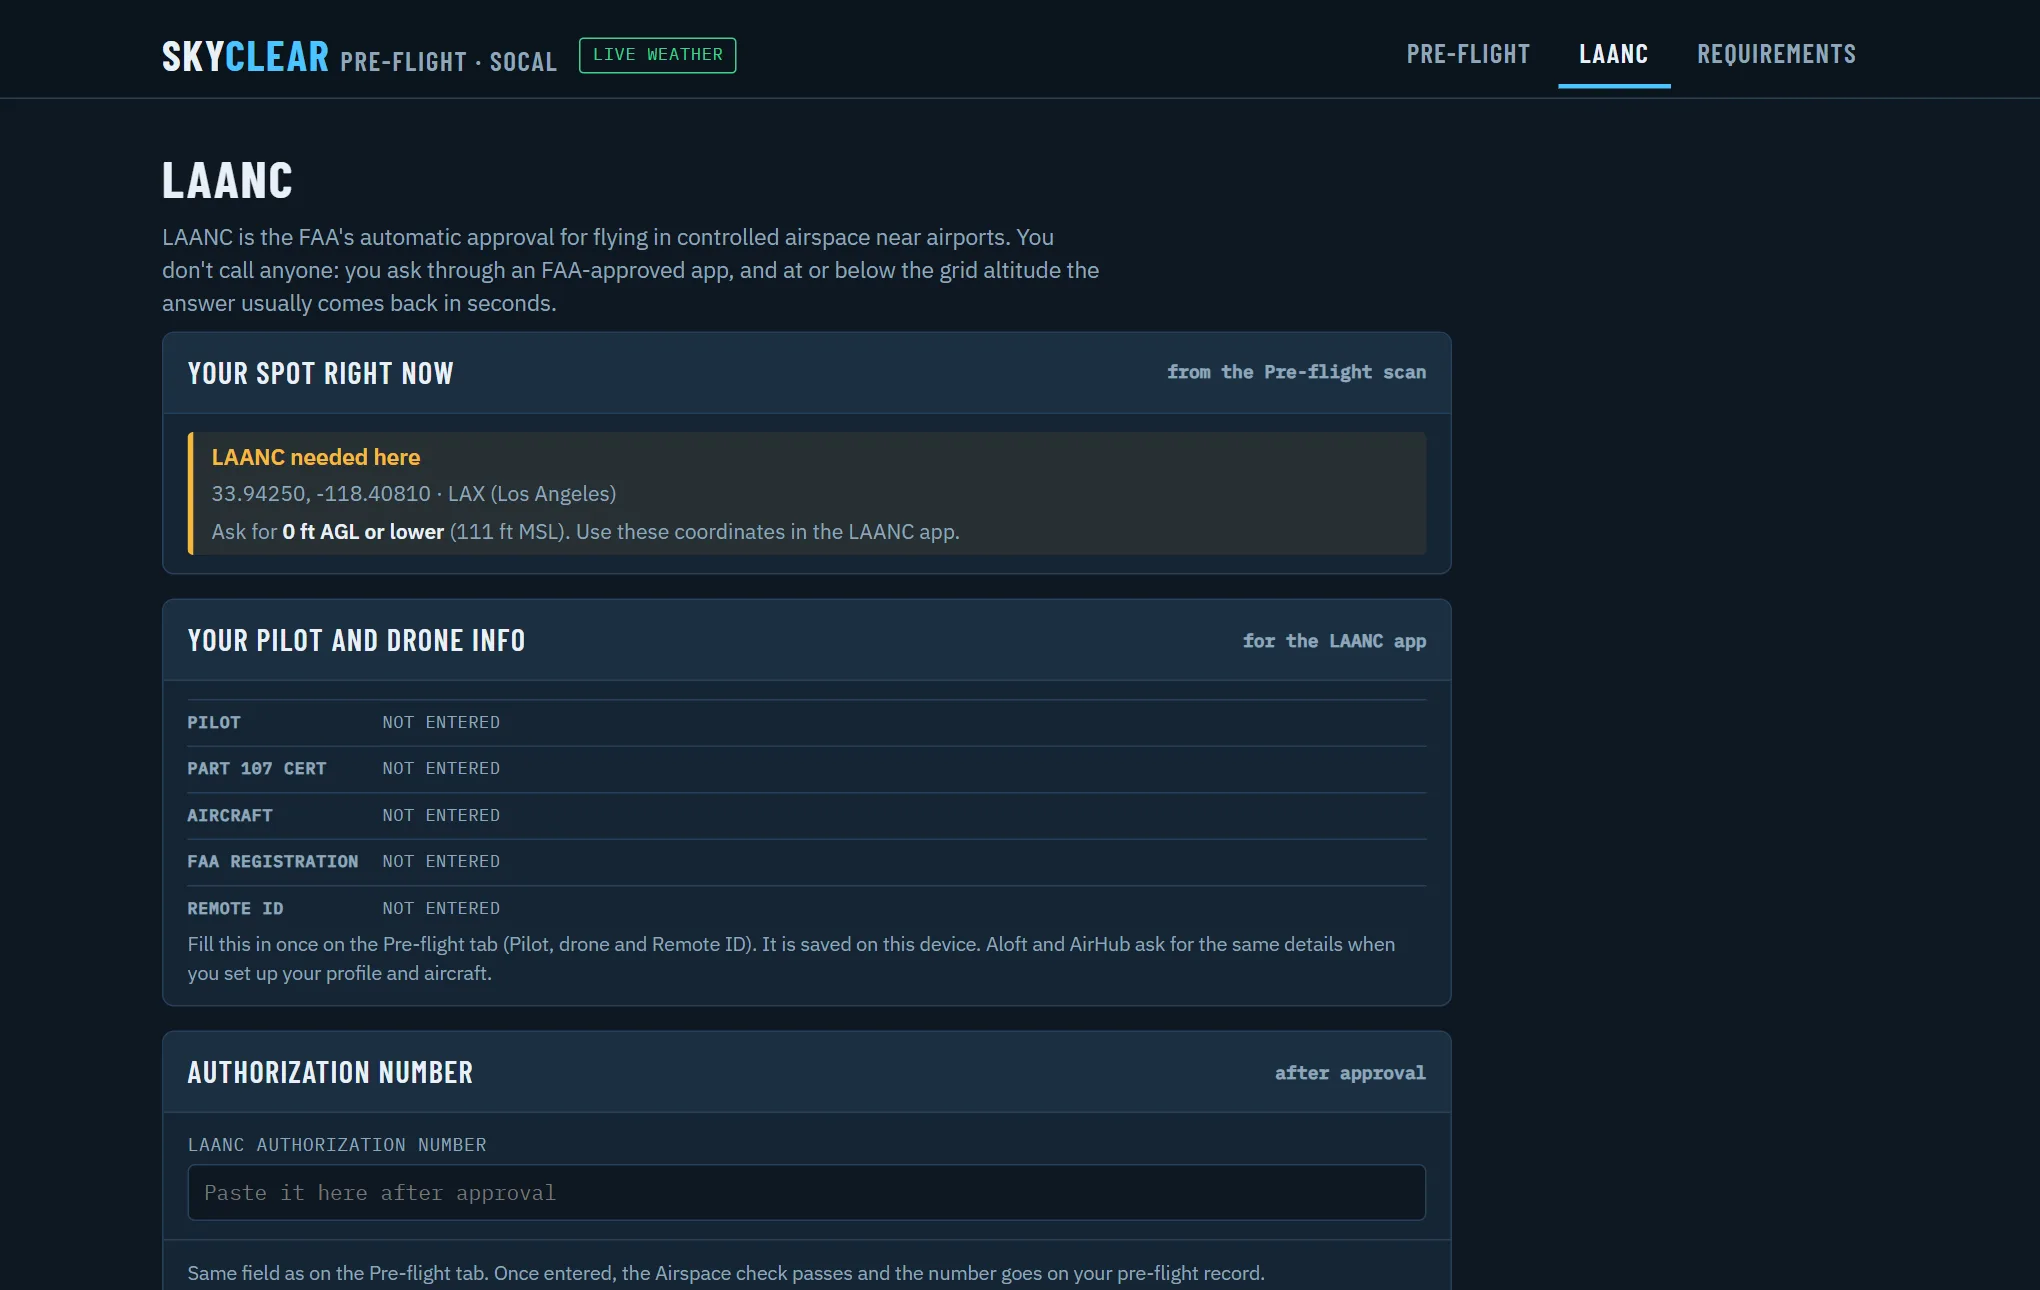 SKYCLEAR PRE-FLIGHT · SOCAL LIVE WEATHER PRE-FLIGHT LAANC REQUIREMENTS
LAANC
LAANC is the FAA's automatic approval for flying in controlled airspace near airports. You
don't call anyone: you ask through an FAA-approved app, and at or below the grid altitude the
answer usually comes back in seconds.
YOUR SPOT RIGHT NOW from the Pre-flight scan
LAANC needed here
33.94250, -118.40810 · LAX (Los Angeles)
Ask for 0 ft AGL or lower (111 ft MSL). Use these coordinates in the LAANC app.
YOUR PILOT AND DRONE INFO for the LAANC app
PILOT NOT ENTERED
PART 107 CERT NOT ENTERED
AIRCRAFT NOT ENTERED
FAA REGISTRATION NOT ENTERED
REMOTE ID NOT ENTERED
Fill this in once on the Pre-flight tab (Pilot, drone and Remote ID). It is saved on this device. Aloft and AirHub ask for the same details when
you set up your profile and aircraft.
AUTHORIZATION NUMBER after approval
LAANC AUTHORIZATION NUMBER
Paste it here after approval
Same field as on the Pre-flight tab. Once entered, the Airspace check passes and the number goes on your pre-flight record.